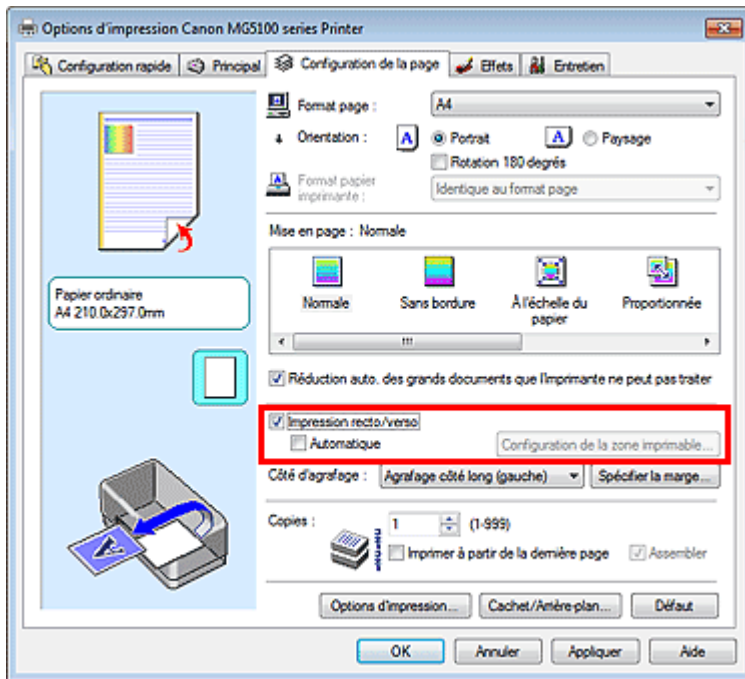 Options d'impression Canon MG5100 series Printer
Configuration rapide Principal Configuration de la page Effets Entretien
Format page : A4
Orientation : A Portrait A Paysage
Rotation 180 degrés
Format papier imprimante : Identique au format page
Mise en page : Normale
Normale Sans bordure À l'échelle du papier Proportionnée
Papier ordinaire
A4 210.0x297.0mm
Réduction auto. des grands documents que l'imprimante ne peut pas traiter
Impression recto/verso
Automatique Configuration de la zone imprimable...
Côté d'agrafage : Agrafage côté long (gauche) Spécifier la marge...
Copies : 1 (1-999)
Imprimer à partir de la dernière page Assembler
Options d'impression... Cachet/Arrière-plan... Défaut
OK Annuler Appliquer Aide